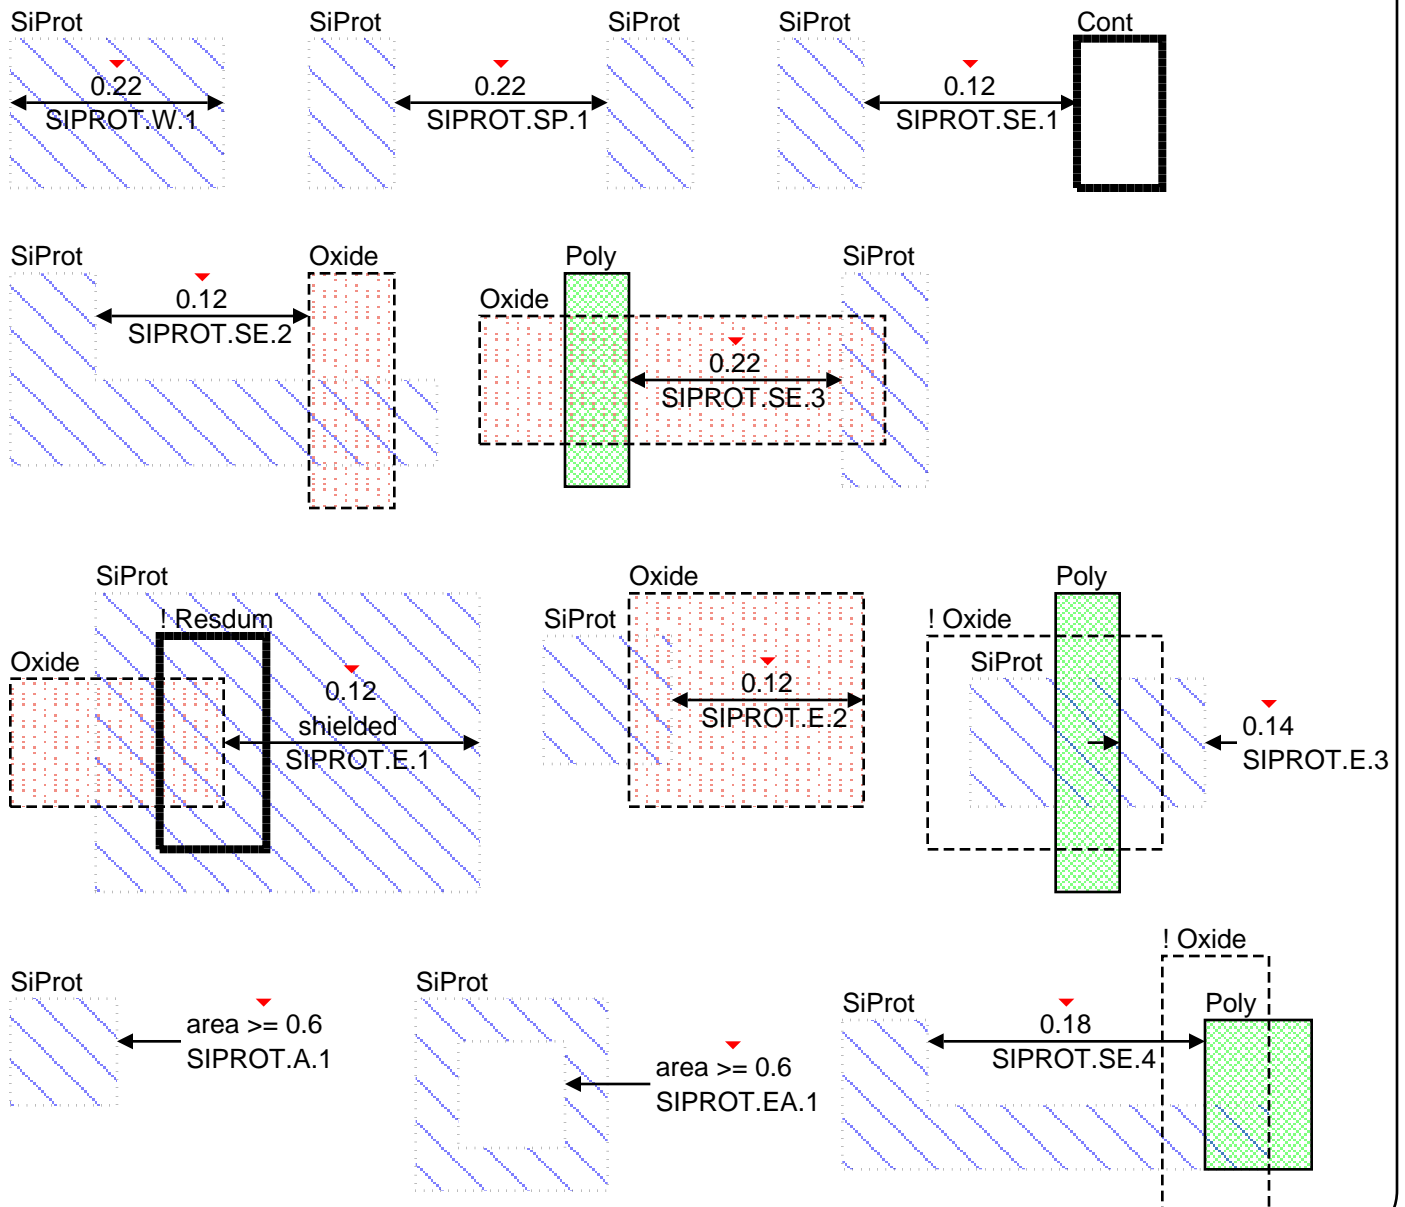 SiProt
0.22
SIPROT.W.1
SiProt
SiProt
0.22
SIPROT.SP.1
SiProt
Cont
0.12
SIPROT.SE.1
SiProt
Oxide
0.12
SIPROT.SE.2
Poly
SiProt
Oxide
0.22
SIPROT.SE.3
SiProt
! Resdum
Oxide
0.12
shielded
SIPROT.E.1
Oxide
SiProt
0.12
SIPROT.E.2
Poly
! Oxide
SiProt
0.14
SIPROT.E.3
SiProt
area >= 0.6
SIPROT.A.1
SiProt
area >= 0.6
SIPROT.EA.1
! Oxide
SiProt
Poly
0.18
SIPROT.SE.4